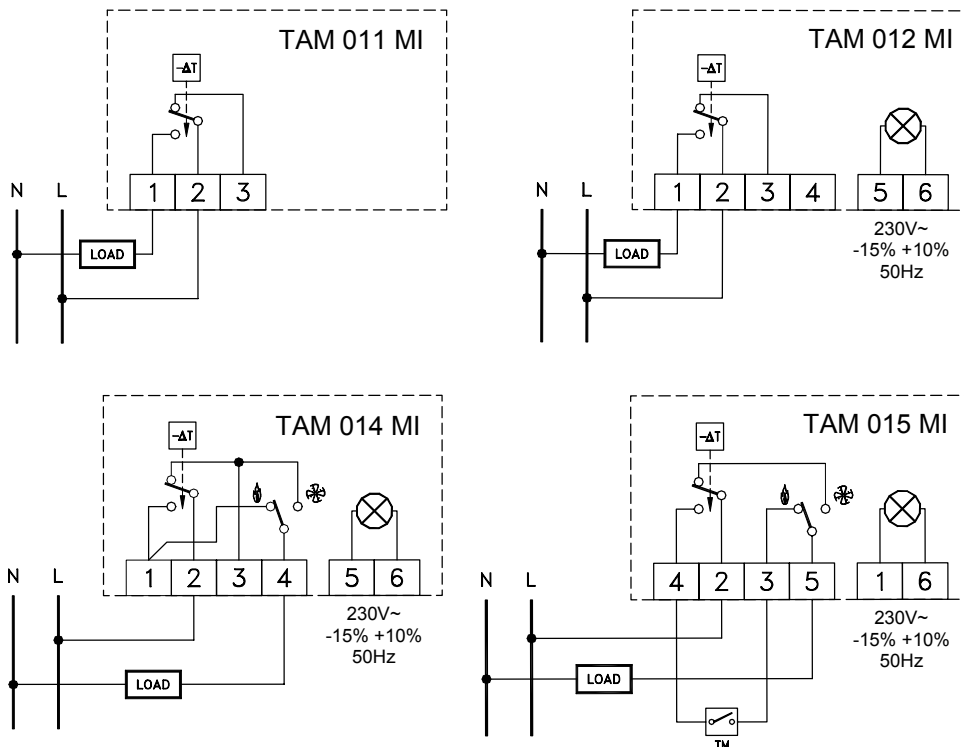 TAM 011 MI
-ΔT
1 2 3
N L
LOAD
TAM 012 MI
-ΔT
1 2 3 4 5 6
N L
230V~
-15% +10%
50Hz
LOAD
TAM 014 MI
-ΔT
1 2 3 4 5 6
N L
230V~
-15% +10%
50Hz
LOAD
TAM 015 MI
-ΔT
4 2 3 5 1 6
N L
230V~
-15% +10%
50Hz
LOAD
TM